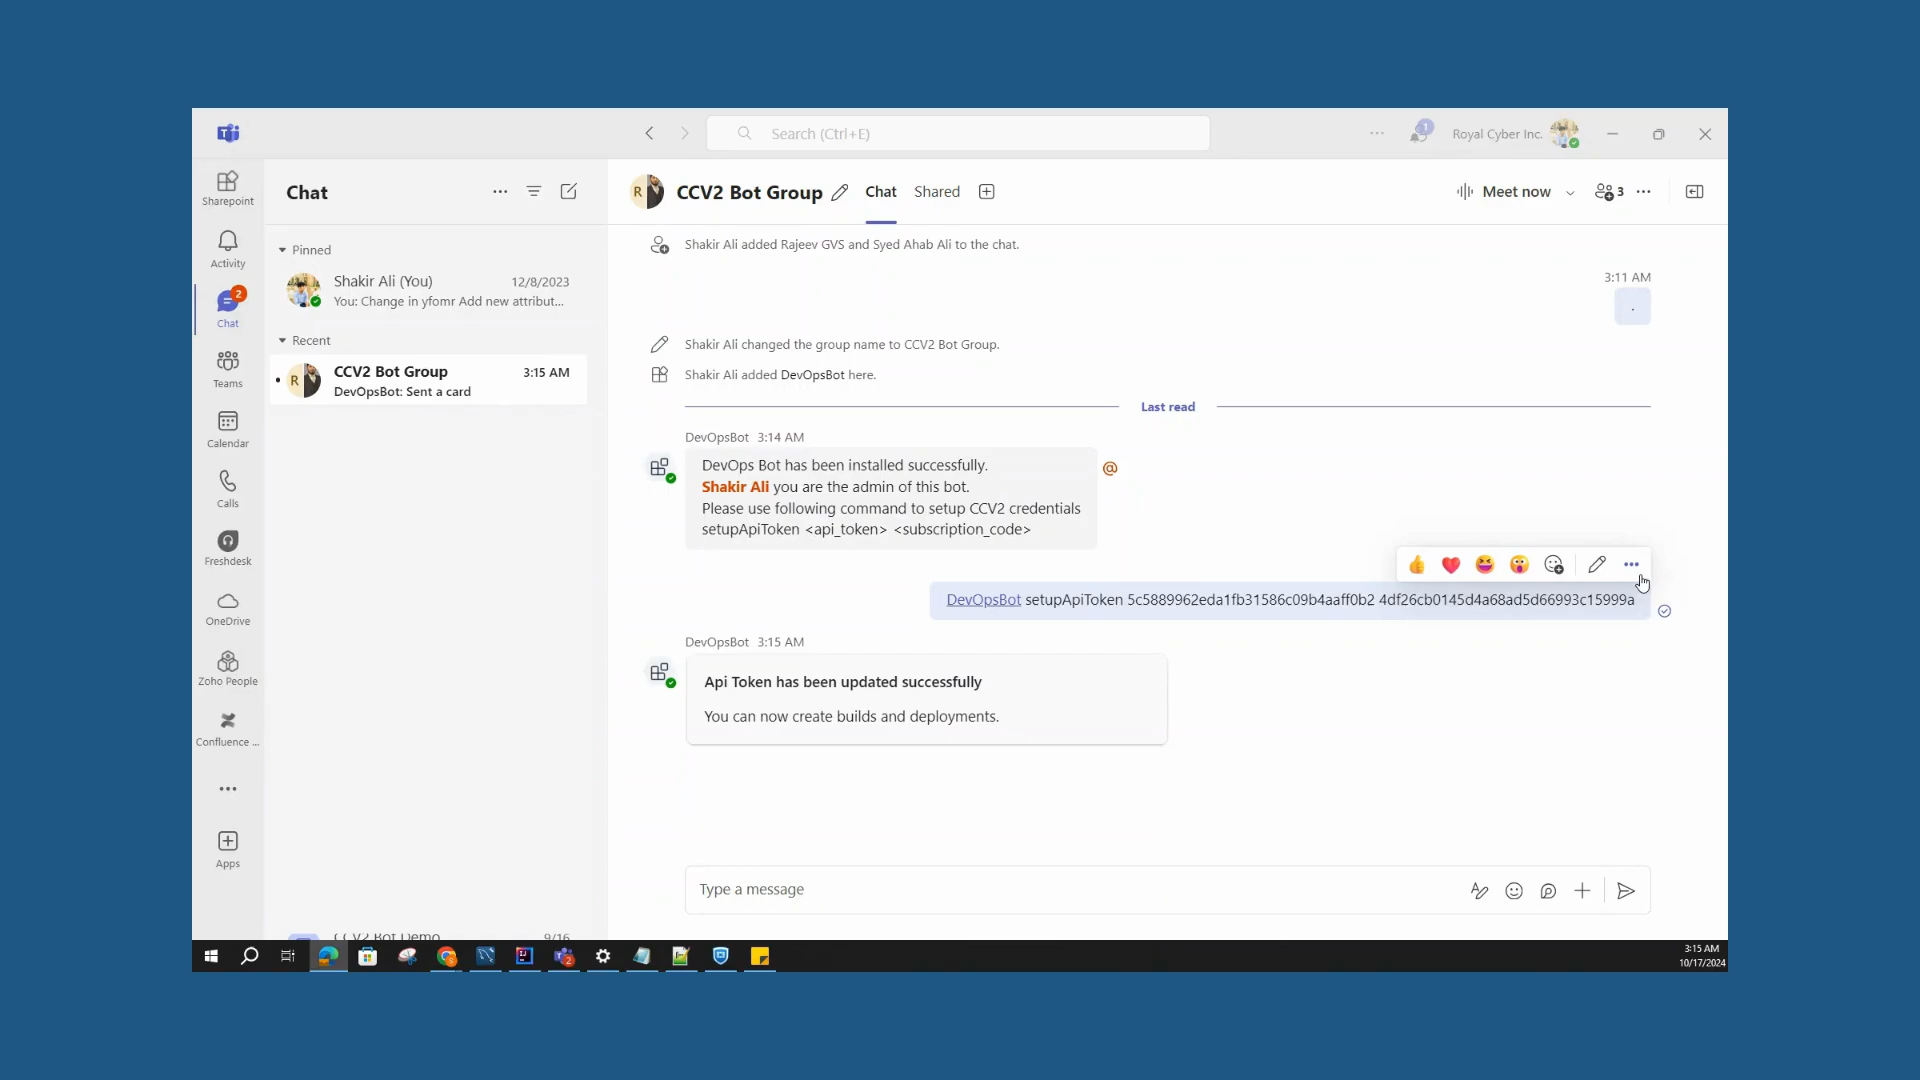 Search (Ctrl+E)
1
Royal Cyber Inc.
Sharepoint
Activity
2
Chat
Teams
Calendar
Calls
Freshdesk
OneDrive
Zoho People
Confluence ...
Apps
Chat
Pinned
Shakir Ali (You) 12/8/2023
You: Change in yfomr Add new attribut...
Recent
R
CCV2 Bot Group 3:15 AM
DevOpsBot: Sent a card
CCV2 Bot Demo 9/16
R
CCV2 Bot Group Chat Shared
Meet now 3
Shakir Ali added Rajeev GVS and Syed Ahab Ali to the chat.
3:11 AM
.
Shakir Ali changed the group name to CCV2 Bot Group.
Shakir Ali added DevOpsBot here.
Last read
DevOpsBot 3:14 AM
DevOps Bot has been installed successfully.
Shakir Ali you are the admin of this bot.
Please use following command to setup CCV2 credentials
setupApiToken <api_token> <subscription_code>
@
DevOpsBot setupApiToken 5c5889962eda1fb31586c09b4aaff0b2 4df26cb0145d4a68ad5d66993c15999a
DevOpsBot 3:15 AM
Api Token has been updated successfully
You can now create builds and deployments.
Type a message
3:15 AM
10/17/2024